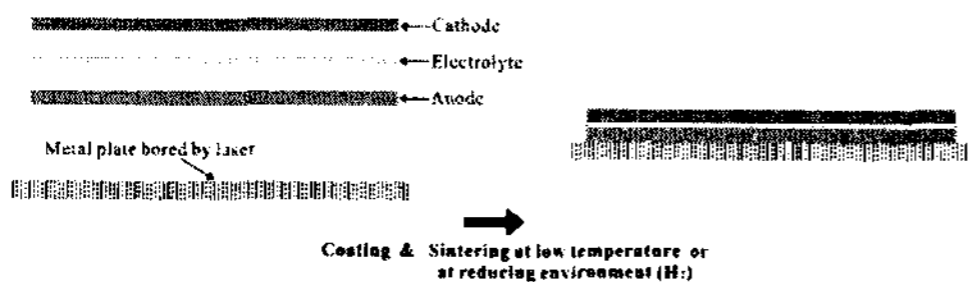 Cathode
Electrolyte
Anode
Metal plate bored by laser
Coating & Sintering at low temperature or
at reducing environment (H₂)